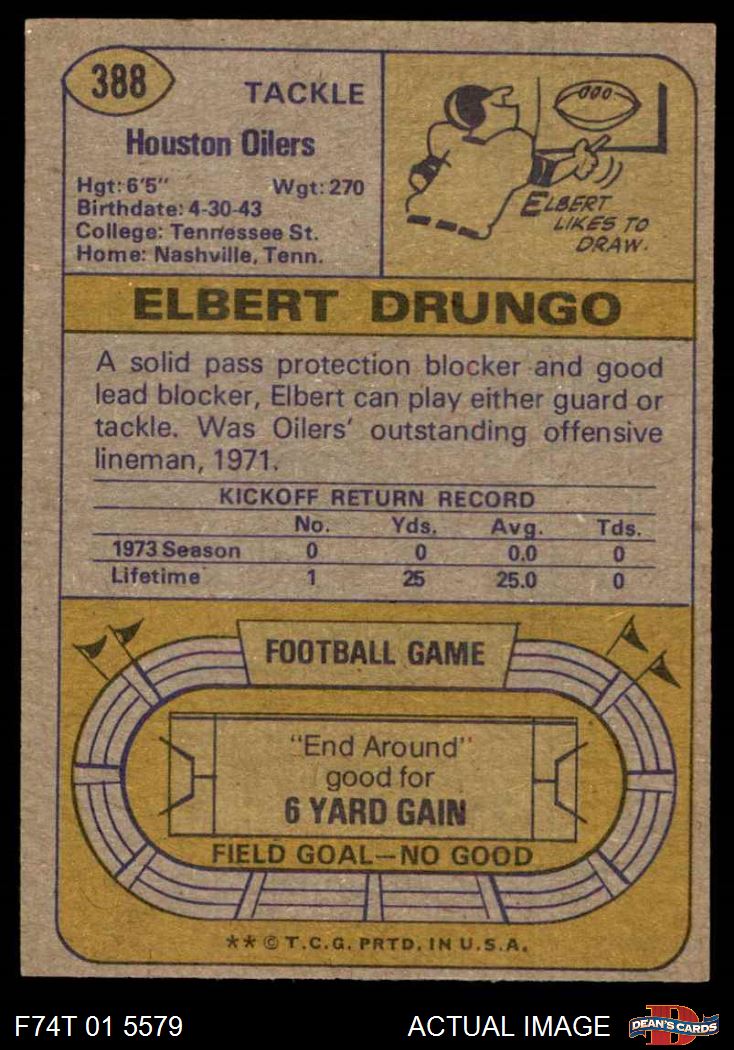 388
TACKLE
Houston Oilers
Hgt: 6'5" Wgt: 270
Birthdate: 4-30-43
College: Tennessee St.
Home: Nashville, Tenn.
ELBERT
LIKES TO
DRAW.
ELBERT DRUNGO
A solid pass protection blocker and good
lead blocker, Elbert can play either guard or
tackle. Was Oilers' outstanding offensive
lineman, 1971.
KICKOFF RETURN RECORD
No. Yds. Avg. Tds.
1973 Season 0 0 0.0 0
Lifetime 1 25 25.0 0
FOOTBALL GAME
"End Around"
good for
6 YARD GAIN
FIELD GOAL—NO GOOD
** © T.C.G. PRTD. IN U.S.A.
F74T 01 5579 ACTUAL IMAGE
D
DEAN'S CARDS